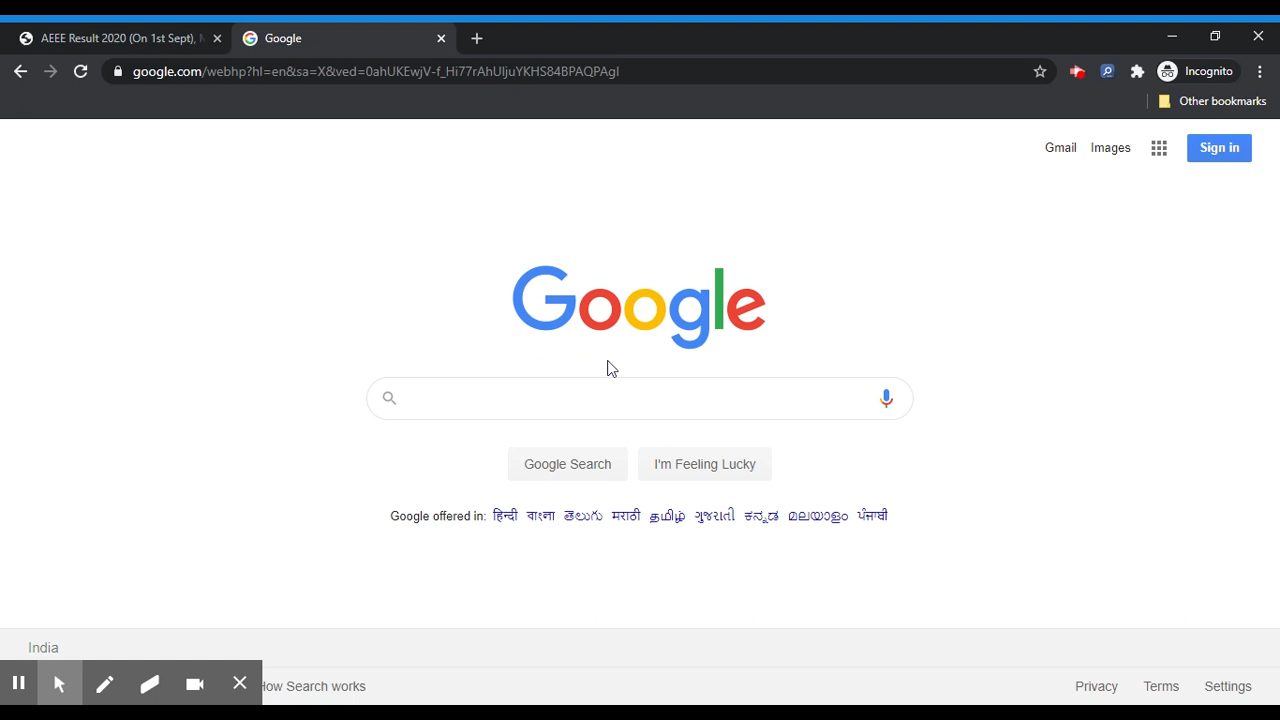 AEEE Result 2020 (On 1st Sept),
Google
google.com/webhp?hl=en&sa=X&ved=0ahUKEwjV-f_Hi77rAhUIjuYKHS84BPAQPAgI
Incognito
Other bookmarks
Gmail Images Sign in
Google
Google Search I'm Feeling Lucky
Google offered in: हिन्दी বাংলা తెలుగు मराठी தமிழ் ગુજરાતી ಕನ್ನಡ മലയാളം ਪੰਜਾਬੀ
India
How Search works Privacy Terms Settings